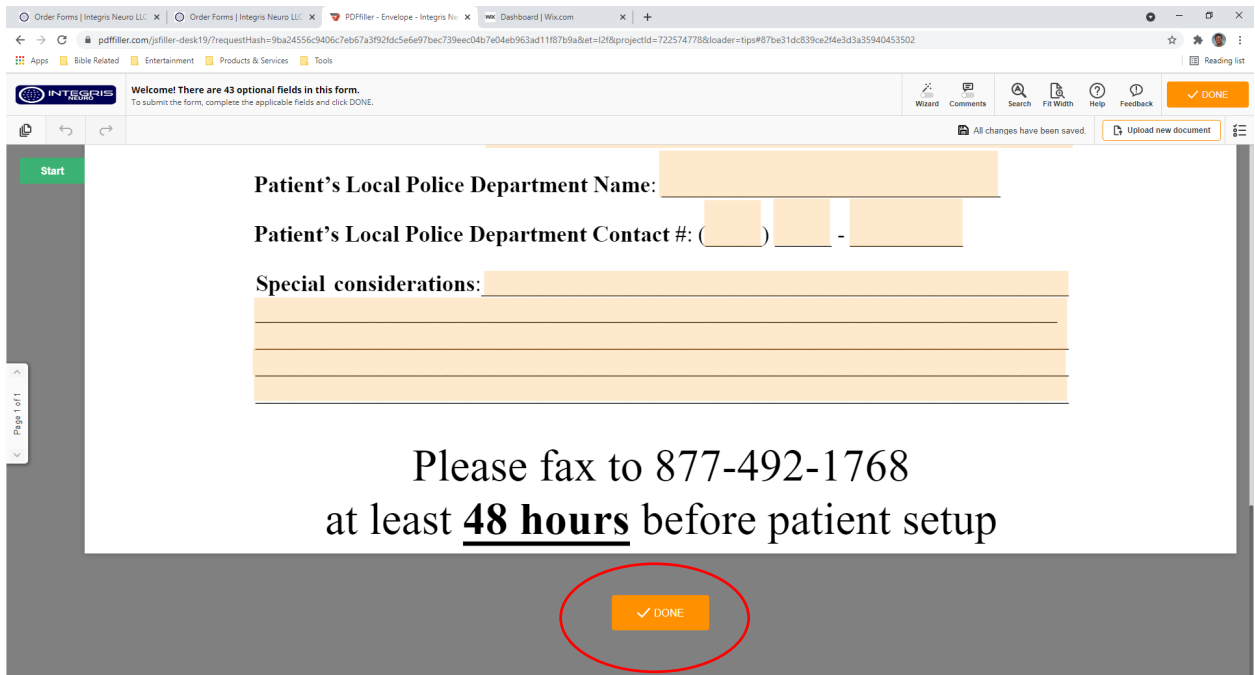 Order Forms | Integris Neuro LLC
Order Forms | Integris Neuro LLC
PDFfiller - Envelope - Integris Ne
WIX Dashboard | Wix.com
pdffiller.com/jsfiller-desk19/?requestHash=9ba24556c9406c7eb67a3f92fdc5e6e97bec739eec04b7e04eb963ad11f87b9a&et=l2f&projectId=722574778&loader=tips#87be31dc839ce2f4e3d3a35940453502
Apps Bible Related Entertainment Products & Services Tools Reading list
INTEGRIS NEURO
Welcome! There are 43 optional fields in this form.
To submit the form, complete the applicable fields and click DONE.
Wizard Comments Search Fit Width Help Feedback DONE
All changes have been saved. Upload new document
Start
Patient's Local Police Department Name:
Patient's Local Police Department Contact #: ( ) -
Special considerations:
Page 1 of 1
Please fax to 877-492-1768
at least 48 hours before patient setup
DONE